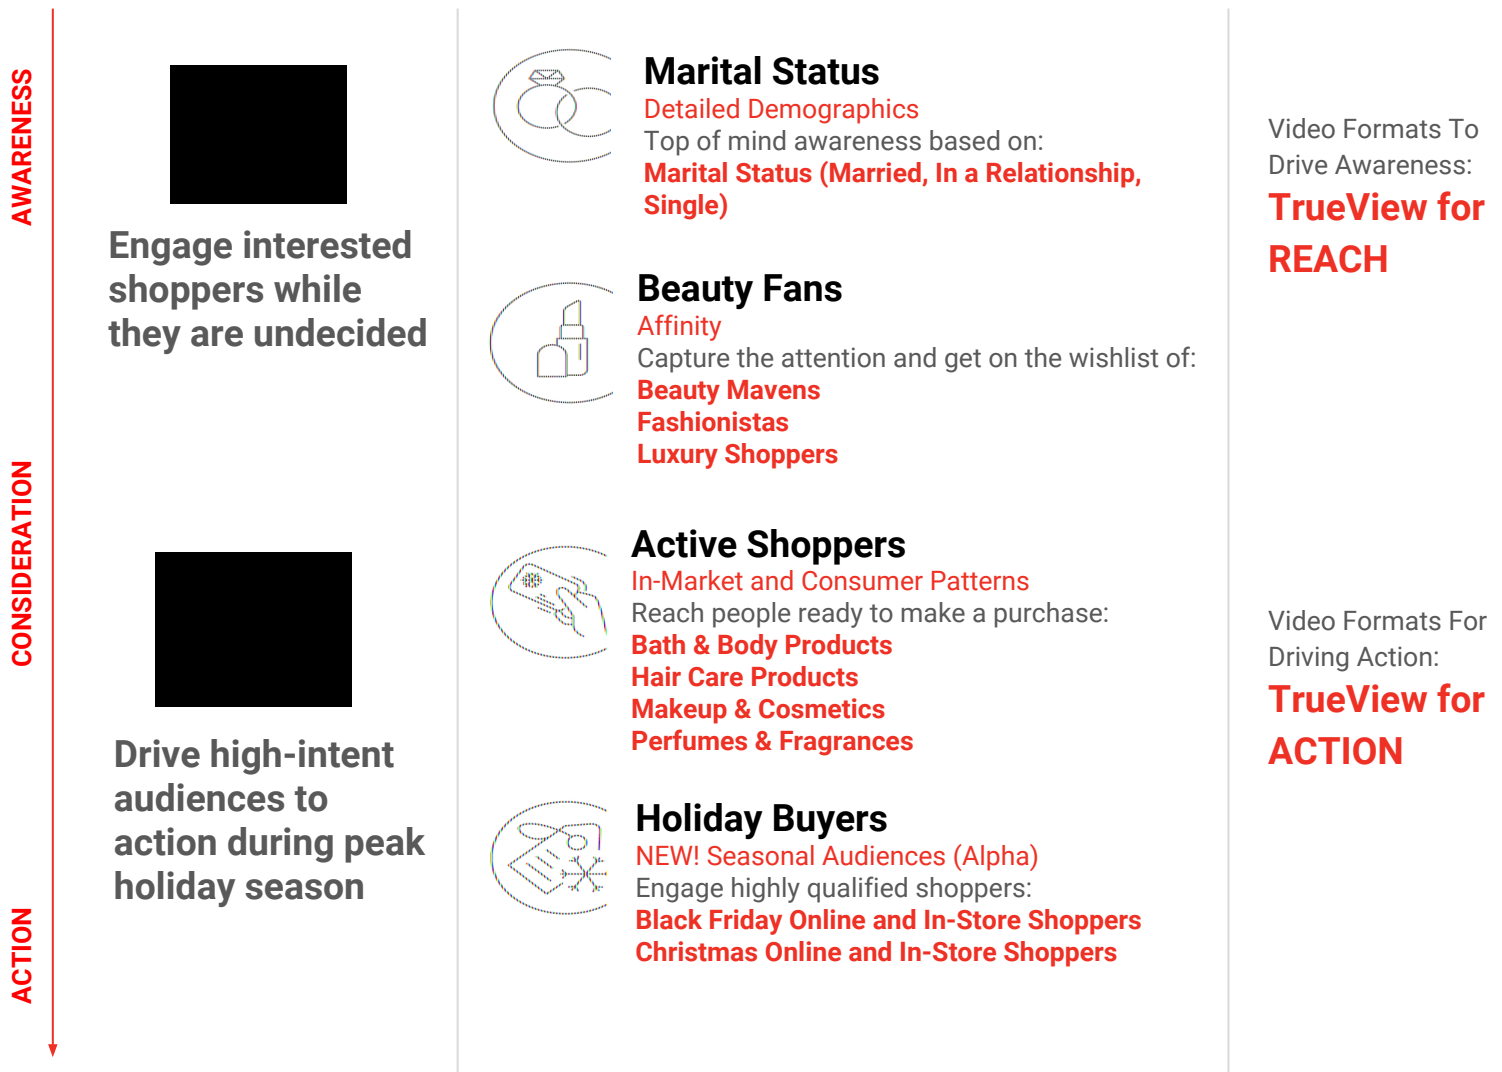 AWARENESS
Engage interested
shoppers while
they are undecided
CONSIDERATION
Drive high-intent
audiences to
action during peak
holiday season
ACTION
Marital Status
Detailed Demographics
Top of mind awareness based on:
Marital Status (Married, In a Relationship,
Single)
Beauty Fans
Affinity
Capture the attention and get on the wishlist of:
Beauty Mavens
Fashionistas
Luxury Shoppers
Active Shoppers
In-Market and Consumer Patterns
Reach people ready to make a purchase:
Bath & Body Products
Hair Care Products
Makeup & Cosmetics
Perfumes & Fragrances
Holiday Buyers
NEW! Seasonal Audiences (Alpha)
Engage highly qualified shoppers:
Black Friday Online and In-Store Shoppers
Christmas Online and In-Store Shoppers
Video Formats To
Drive Awareness:
TrueView for
REACH
Video Formats For
Driving Action:
TrueView for
ACTION